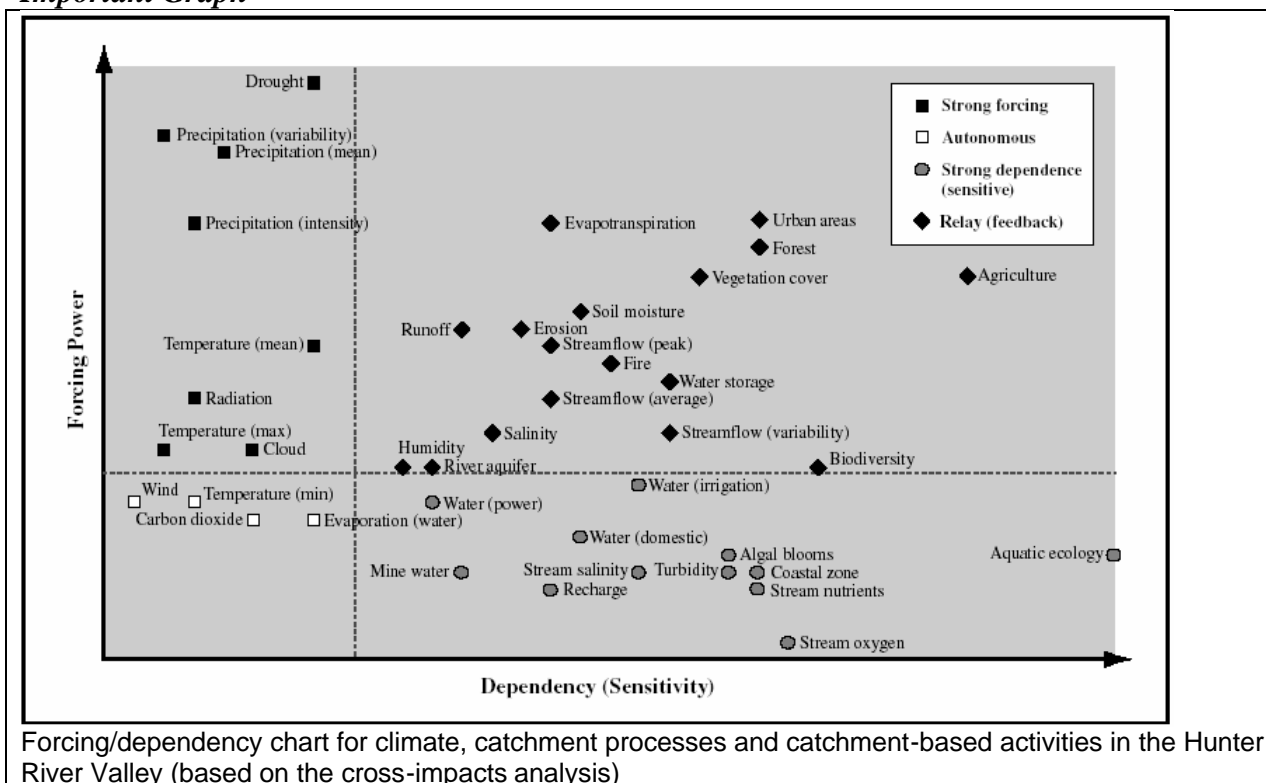 Important Graph
Drought
Precipitation (variability)
Precipitation (mean)
Precipitation (intensity)
Evapotranspiration
Urban areas
Forest
Vegetation cover
Agriculture
Strong forcing
Autonomous
Strong dependence
(sensitive)
Relay (feedback)
Soil moisture
Runoff
Erosion
Temperature (mean)
Streamflow (peak)
Fire
Water storage
Radiation
Streamflow (average)
Temperature (max)
Cloud
Salinity
Streamflow (variability)
Humidity
River aquifer
Biodiversity
Wind
Temperature (min)
Carbon dioxide
Evaporation (water)
Water (power)
Water (irrigation)
Water (domestic)
Mine water
Stream salinity
Recharge
Algal blooms
Turbidity
Coastal zone
Stream nutrients
Aquatic ecology
Stream oxygen
Forcing Power
Dependency (Sensitivity)
Forcing/dependency chart for climate, catchment processes and catchment-based activities in the Hunter
River Valley (based on the cross-impacts analysis)